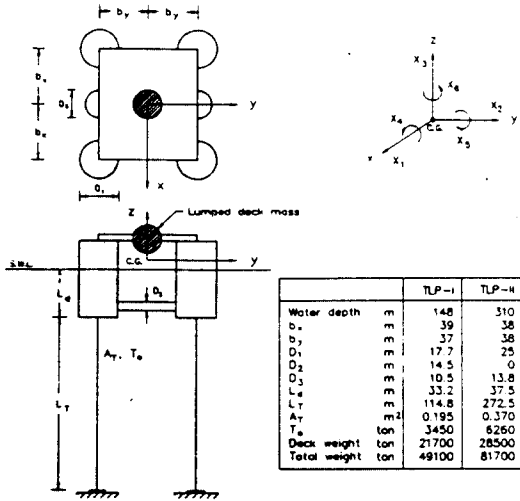 b_y b_y
b_x
D_2
y
b_x
x
D_1
Z
X_3
X_6
X_2
y
X_4
C.G.
X_5
x
X_1
Z
Lumped deck mass
S.W.L.
C.G.
y
L_d
D_3
A_T, T_o
L_T
TLP-I TLP-II
Water depth m 148 310
b_x m 39 38
b_y m 37 38
D_1 m 17.7 25
D_2 m 14.5 0
D_3 m 10.5 13.8
L_d m 33.2 37.5
L_T m 114.8 272.5
A_T m² 0.195 0.370
T_o ton 3450 6260
Deck weight ton 21700 28500
Total weight ton 49100 81700